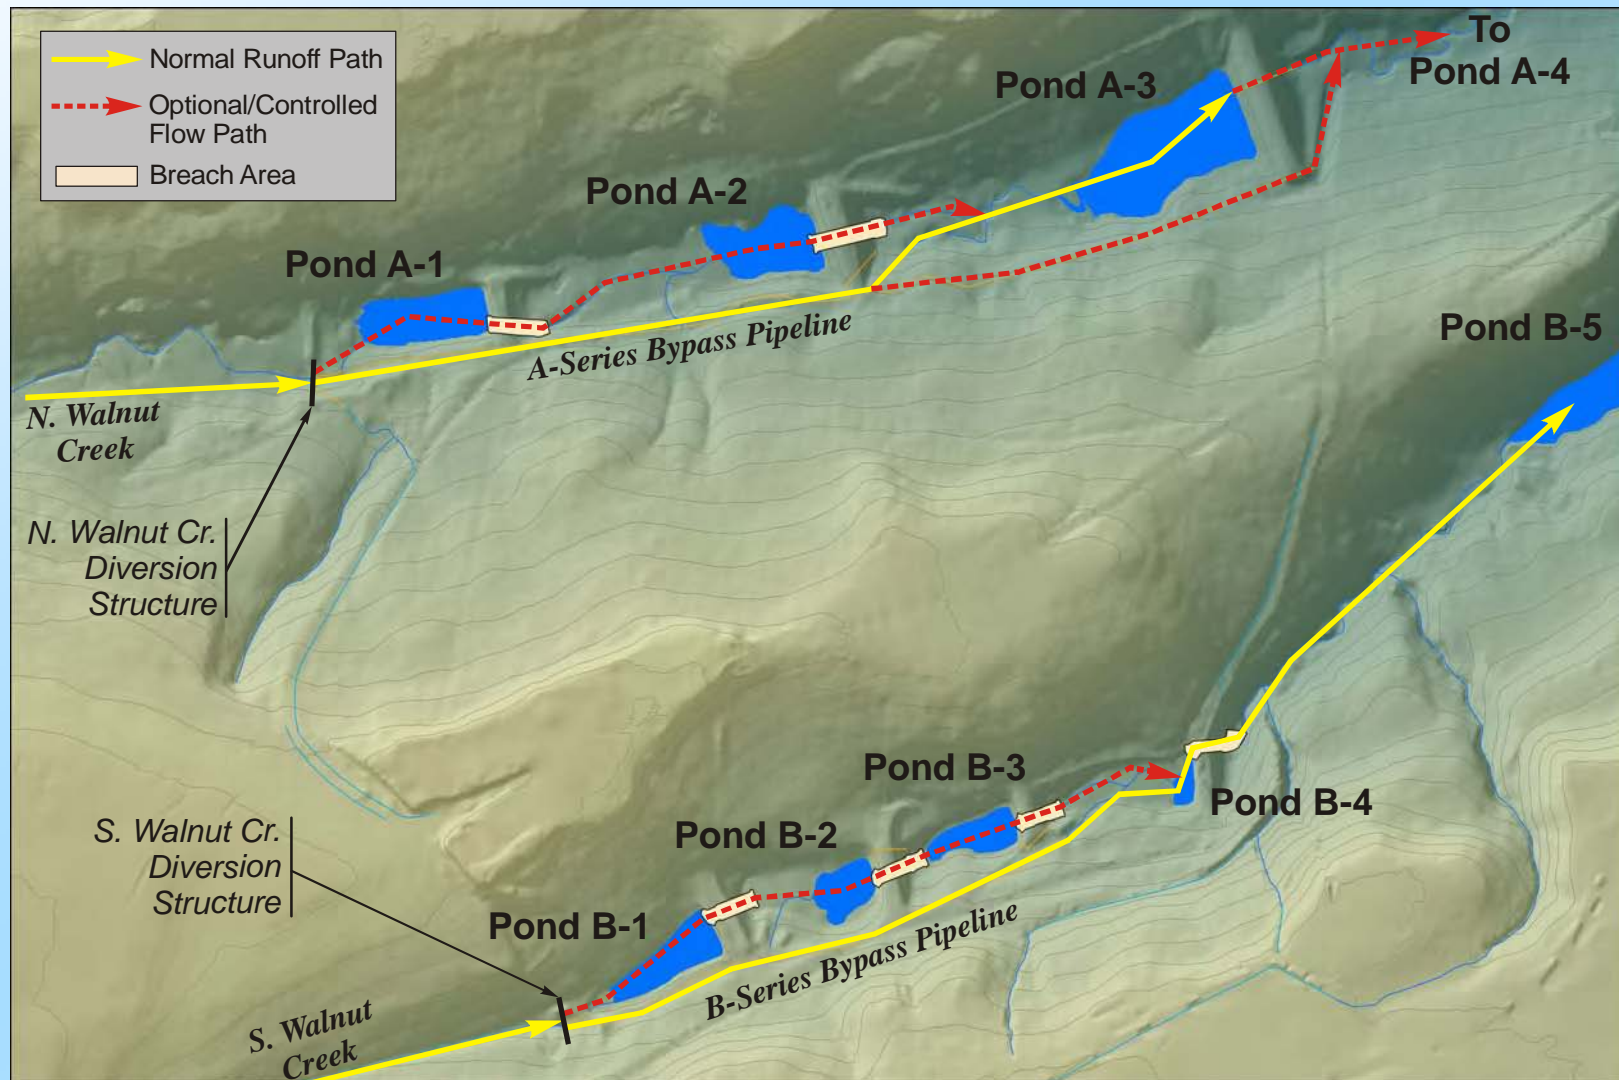 Normal Runoff Path
Optional/Controlled
Flow Path
Breach Area
To
Pond A-4
Pond A-3
Pond A-2
Pond A-1
A-Series Bypass Pipeline
Pond B-5
N. Walnut
Creek
N. Walnut Cr.
Diversion
Structure
Pond B-3
Pond B-4
S. Walnut Cr.
Diversion
Structure
Pond B-2
Pond B-1
B-Series Bypass Pipeline
S. Walnut
Creek